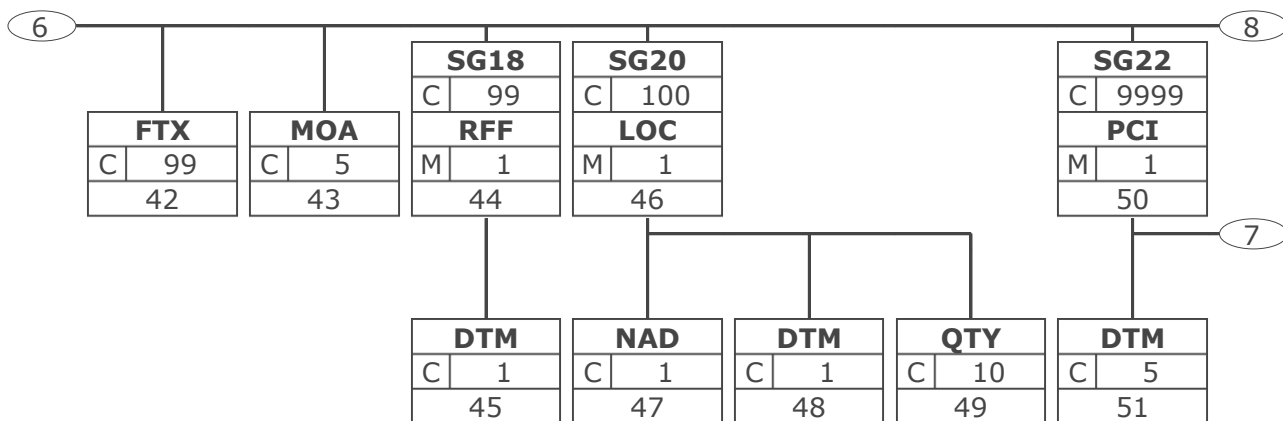 6
8
SG18
C 99
RFF
M 1
44
SG20
C 100
LOC
M 1
46
SG22
C 9999
PCI
M 1
50
FTX
C 99
42
MOA
C 5
43
7
DTM
C 1
45
NAD
C 1
47
DTM
C 1
48
QTY
C 10
49
DTM
C 5
51